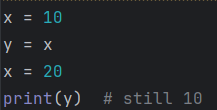 x = 10
y = x
x = 20
print(y)  # still 10